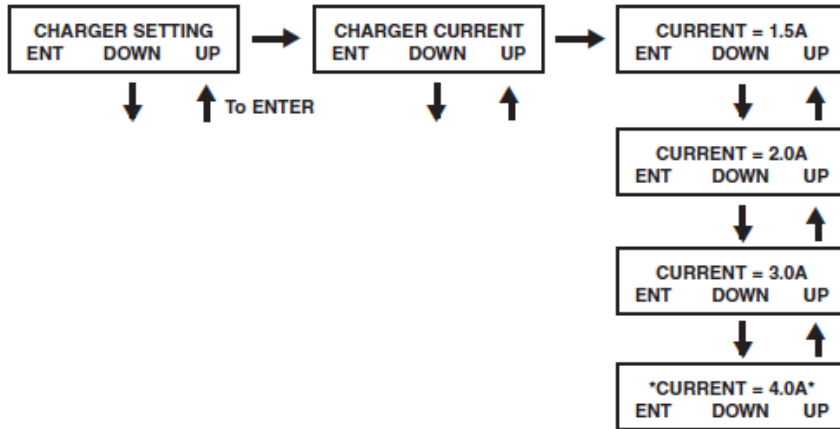 CHARGER SETTING
ENT DOWN UP
To ENTER
CHARGER CURRENT
ENT DOWN UP
CURRENT = 1.5A
ENT DOWN UP
CURRENT = 2.0A
ENT DOWN UP
CURRENT = 3.0A
ENT DOWN UP
*CURRENT = 4.0A*
ENT DOWN UP